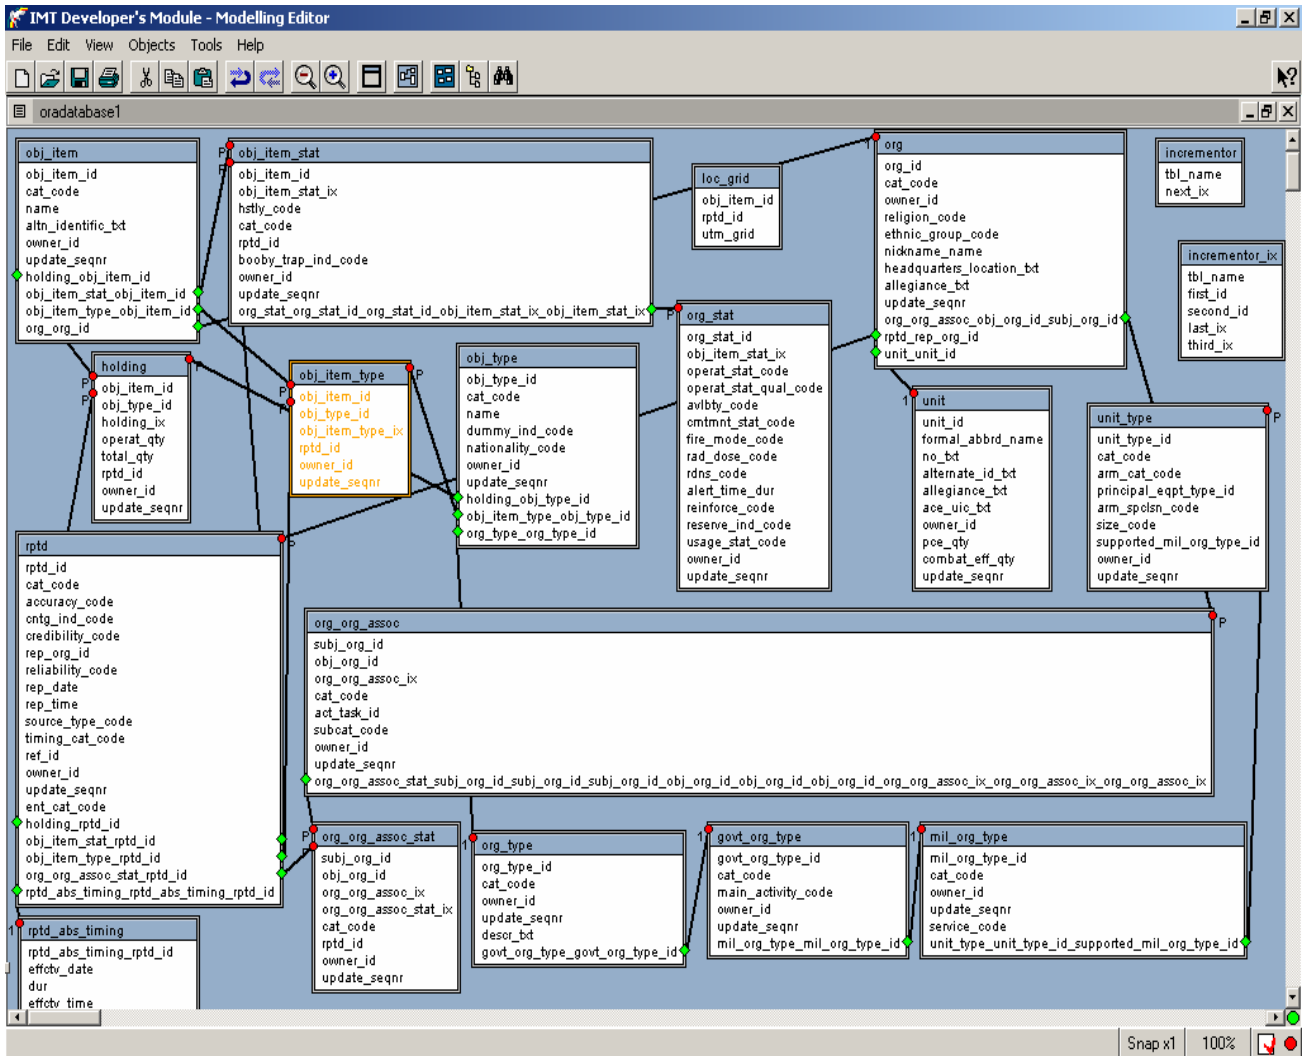 IMT Developer's Module - Modelling Editor
File Edit View Objects Tools Help
oradatabase1
obj_item
obj_item_id
cat_code
name
altn_identific_txt
owner_id
update_seqnr
holding_obj_item_id
obj_item_stat_obj_item_id
obj_item_type_obj_item_id
org_org_id
P
P
obj_item_stat
obj_item_id
obj_item_stat_ix
hstly_code
cat_code
rptd_id
booby_trap_ind_code
owner_id
update_seqnr
org_stat_org_stat_id_org_stat_id_obj_item_stat_ix_obj_item_stat_ix
loc_grid
obj_item_id
rptd_id
utm_grid
1
org
org_id
cat_code
owner_id
religion_code
ethnic_group_code
nickname_name
headquarters_location_txt
allegiance_txt
update_seqnr
org_org_assoc_obj_org_id_subj_org_id
rptd_rep_org_id
unit_unit_id
incrementor
tbl_name
next_ix
incrementor_ix
tbl_name
first_id
second_id
last_ix
third_ix
P
P
holding
P
obj_item_id
obj_type_id
holding_ix
operat_qty
total_qty
rptd_id
owner_id
update_seqnr
P
P
obj_item_type
P
obj_item_id
obj_type_id
obj_item_type_ix
rptd_id
owner_id
update_seqnr
obj_type
obj_type_id
cat_code
name
dummy_ind_code
nationality_code
owner_id
update_seqnr
holding_obj_type_id
obj_item_type_obj_type_id
org_type_org_type_id
P
org_stat
org_stat_id
obj_item_stat_ix
operat_stat_code
operat_stat_qual_code
avlbty_code
cmtmnt_stat_code
fire_mode_code
rad_dose_code
rdns_code
alert_time_dur
reinforce_code
reserve_ind_code
usage_stat_code
owner_id
update_seqnr
1
unit
unit_id
formal_abbrd_name
no_txt
alternate_id_txt
allegiance_txt
ace_uic_txt
owner_id
pce_qty
combat_eff_qty
update_seqnr
unit_type
P
unit_type_id
cat_code
arm_cat_code
principal_eqpt_type_id
arm_spclsn_code
size_code
supported_mil_org_type_id
owner_id
update_seqnr
rptd
P
rptd_id
cat_code
accuracy_code
cntg_ind_code
credibility_code
rep_org_id
reliability_code
rep_date
rep_time
source_type_code
timing_cat_code
ref_id
owner_id
update_seqnr
ent_cat_code
holding_rptd_id
obj_item_stat_rptd_id
obj_item_type_rptd_id
org_org_assoc_stat_rptd_id
rptd_abs_timing_rptd_abs_timing_rptd_id
org_org_assoc
P
subj_org_id
obj_org_id
org_org_assoc_ix
cat_code
act_task_id
subcat_code
owner_id
update_seqnr
org_org_assoc_stat_subj_org_id_subj_org_id_subj_org_id_obj_org_id_obj_org_id_obj_org_id_org_org_assoc_ix_org_org_assoc_ix_org_org_assoc_ix
1
rptd_abs_timing
rptd_abs_timing_rptd_id
effctv_date
dur
effctv_time
P
P
org_org_assoc_stat
subj_org_id
obj_org_id
org_org_assoc_ix
org_org_assoc_stat_ix
cat_code
rptd_id
owner_id
update_seqnr
1
org_type
org_type_id
cat_code
owner_id
update_seqnr
descr_txt
govt_org_type_govt_org_type_id
1
govt_org_type
govt_org_type_id
cat_code
main_activity_code
owner_id
update_seqnr
mil_org_type_mil_org_type_id
1
mil_org_type
mil_org_type_id
cat_code
owner_id
update_seqnr
service_code
unit_type_unit_type_id_supported_mil_org_type_id
Snap x1 100%